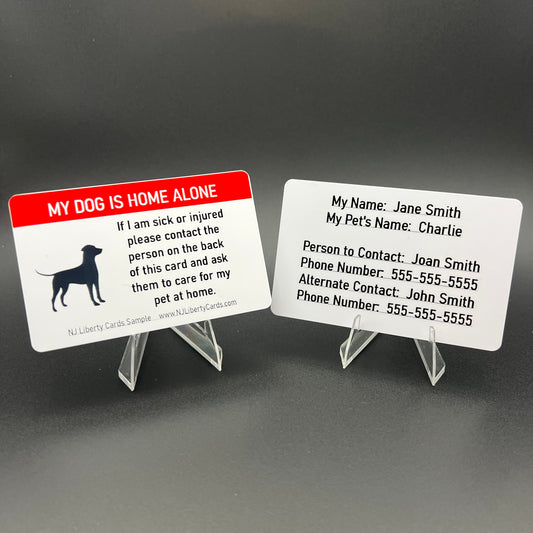 MY DOG IS HOME ALONE
If I am sick or injured
please contact the
person on the back
of this card and ask
them to care for my
pet at home.
NJ Liberty Cards Sample www.NJLibertyCards.com
My Name: Jane Smith
My Pet's Name: Charlie
Person to Contact: Joan Smith
Phone Number: 555-555-5555
Alternate Contact: John Smith
Phone Number: 555-555-5555